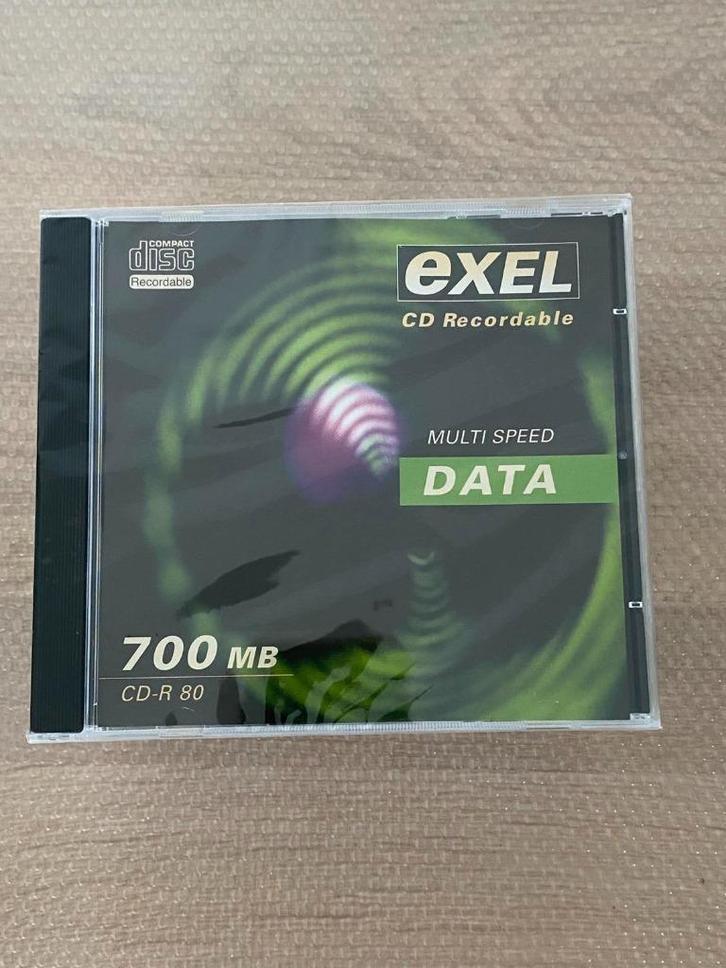 COMPACT
disc
Recordable
eXEL
CD Recordable
MULTI SPEED
DATA
700 MB
CD-R 80